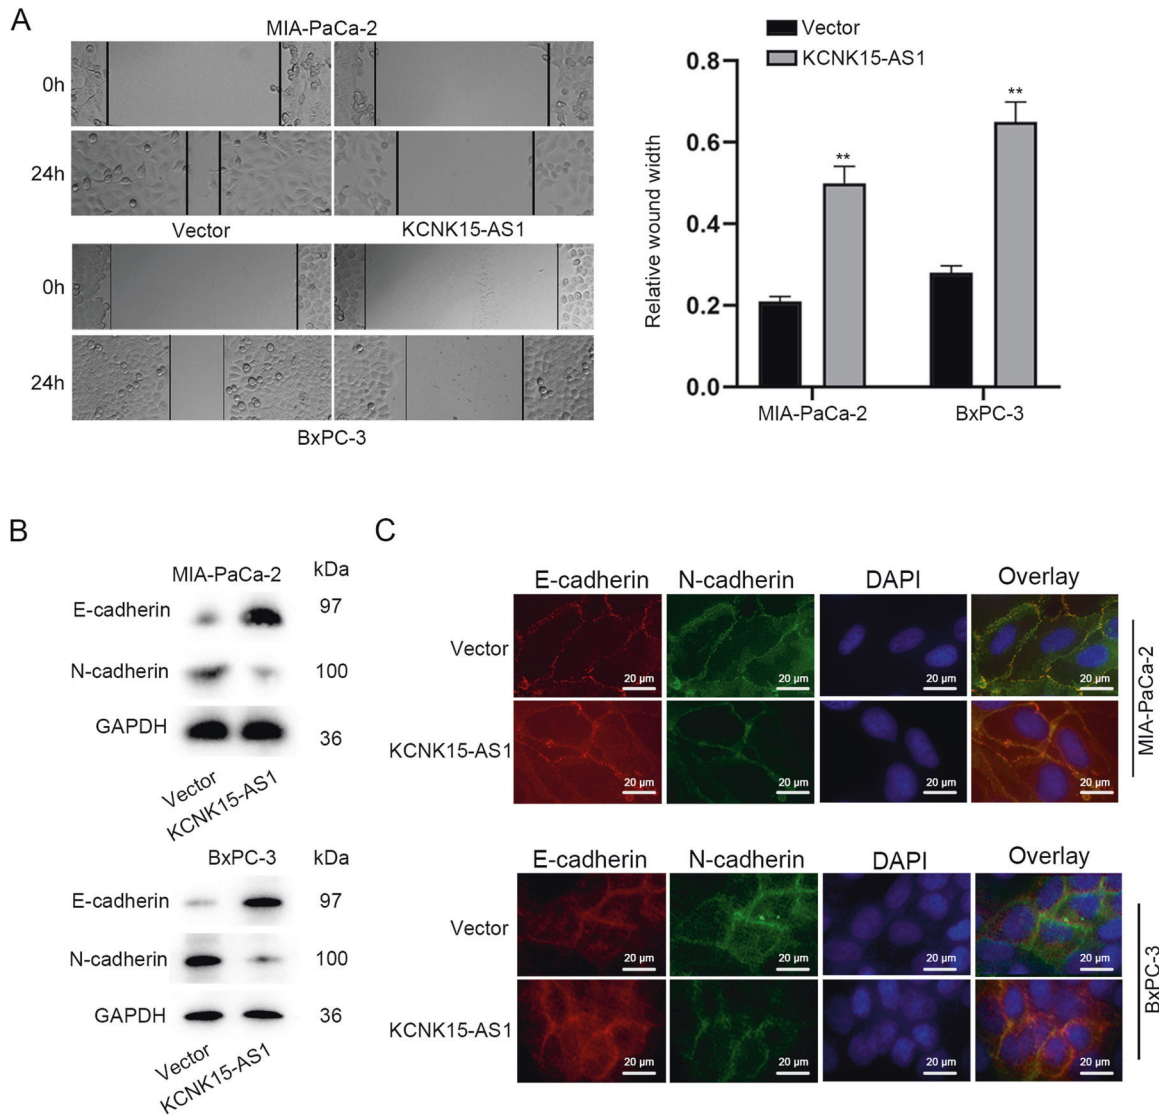 A
MIA-PaCa-2
0h
24h
Vector
KCNK15-AS1
0h
24h
BxPC-3
Vector
KCNK15-AS1
Relative wound width
0.8
0.6
0.4
0.2
0.0
**
**
MIA-PaCa-2
BxPC-3
B
MIA-PaCa-2
kDa
E-cadherin
97
N-cadherin
100
GAPDH
36
Vector
KCNK15-AS1
BxPC-3
kDa
E-cadherin
97
N-cadherin
100
GAPDH
36
Vector
KCNK15-AS1
C
E-cadherin
N-cadherin
DAPI
Overlay
Vector
20 µm
20 µm
20 µm
20 µm
KCNK15-AS1
20 µm
20 µm
20 µm
20 µm
MIA-PaCa-2
E-cadherin
N-cadherin
DAPI
Overlay
Vector
20 µm
20 µm
20 µm
20 µm
KCNK15-AS1
20 µm
20 µm
20 µm
20 µm
BxPC-3